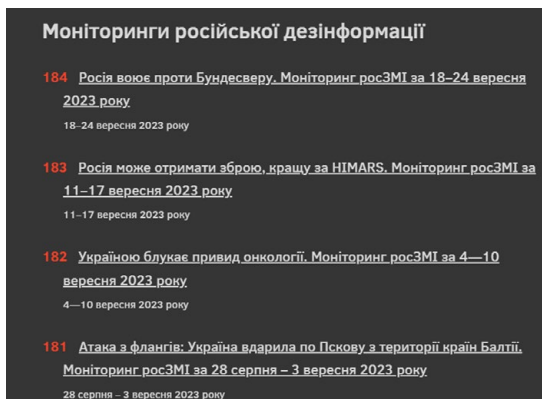 Моніторинги російської дезінформації
184 Росія воює проти Бундесверу. Моніторинг росЗМІ за 18–24 вересня
2023 року
18–24 вересня 2023 року
183 Росія може отримати зброю, кращу за HIMARS. Моніторинг росЗМІ за
11–17 вересня 2023 року
11–17 вересня 2023 року
182 Україною блукає привид онкології. Моніторинг росЗМІ за 4—10
вересня 2023 року
4—10 вересня 2023 року
181 Атака з флангів: Україна вдарила по Пскову з території країн Балтії.
Моніторинг росЗМІ за 28 серпня – 3 вересня 2023 року
28 серпня – 3 вересня 2023 року